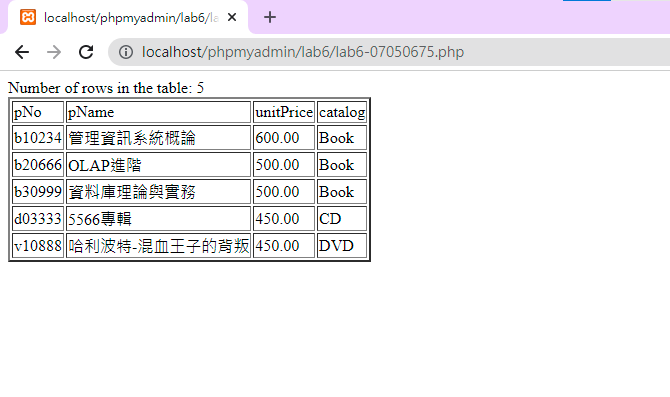 localhost/phpmyadmin/lab6/la
localhost/phpmyadmin/lab6/lab6-07050675.php
Number of rows in the table: 5
pNo pName unitPrice catalog
b10234 管理資訊系統概論 600.00 Book
b20666 OLAP進階 500.00 Book
b30999 資料庫理論與實務 500.00 Book
d03333 5566專輯 450.00 CD
v10888 哈利波特-混血王子的背叛 450.00 DVD